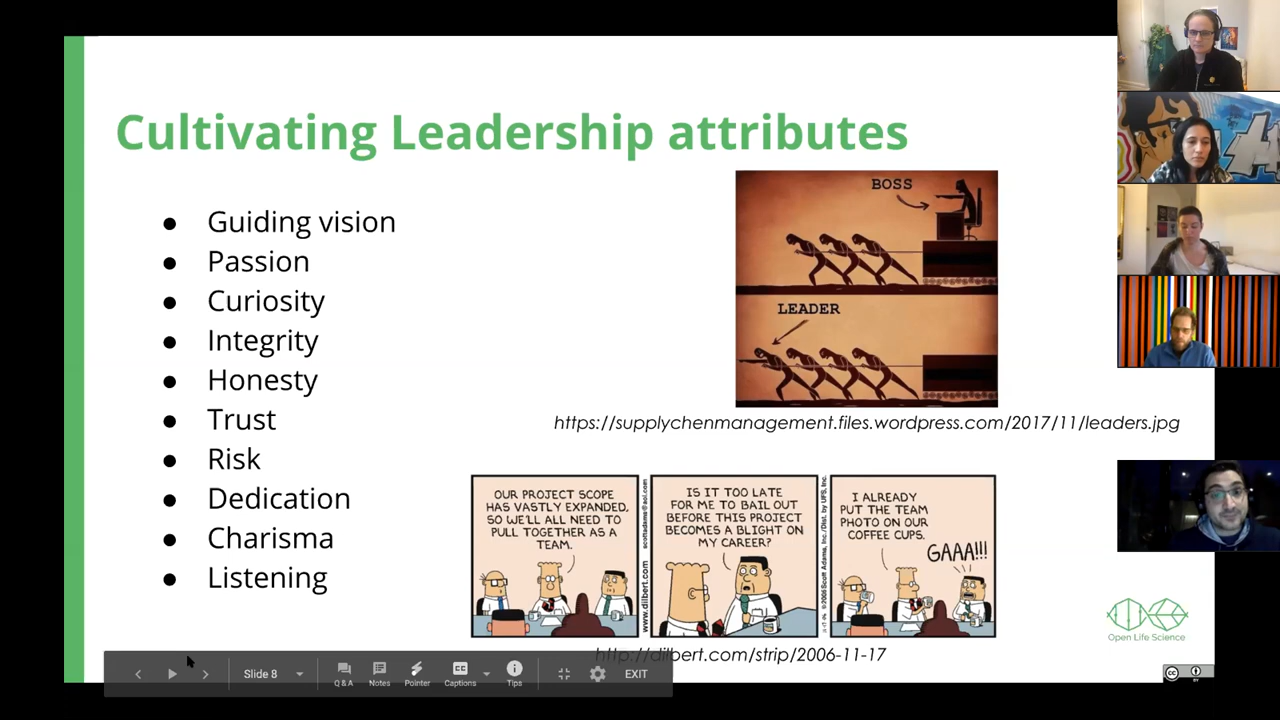 Cultivating Leadership attributes
● Guiding vision
● Passion
● Curiosity
● Integrity
● Honesty
● Trust
● Risk
● Dedication
● Charisma
● Listening
BOSS
LEADER
https://supplychenmanagement.files.wordpress.com/2017/11/leaders.jpg
OUR PROJECT SCOPE
HAS VASTLY EXPANDED,
SO WE'LL ALL NEED TO
PULL TOGETHER AS A
TEAM.
www.dilbert.com scottadams@aol.com
IS IT TOO LATE
FOR ME TO BAIL OUT
BEFORE THIS PROJECT
BECOMES A BLIGHT ON
MY CAREER?
©2006 Scott Adams, Inc./Dist. by UFS, Inc.
I ALREADY
PUT THE TEAM
PHOTO ON OUR
COFFEE CUPS.
GAAA!!!
http://dilbert.com/strip/2006-11-17
Open Life Science
Slide 8
Q & A
Notes
Pointer
Captions
Tips
EXIT
cc
BY